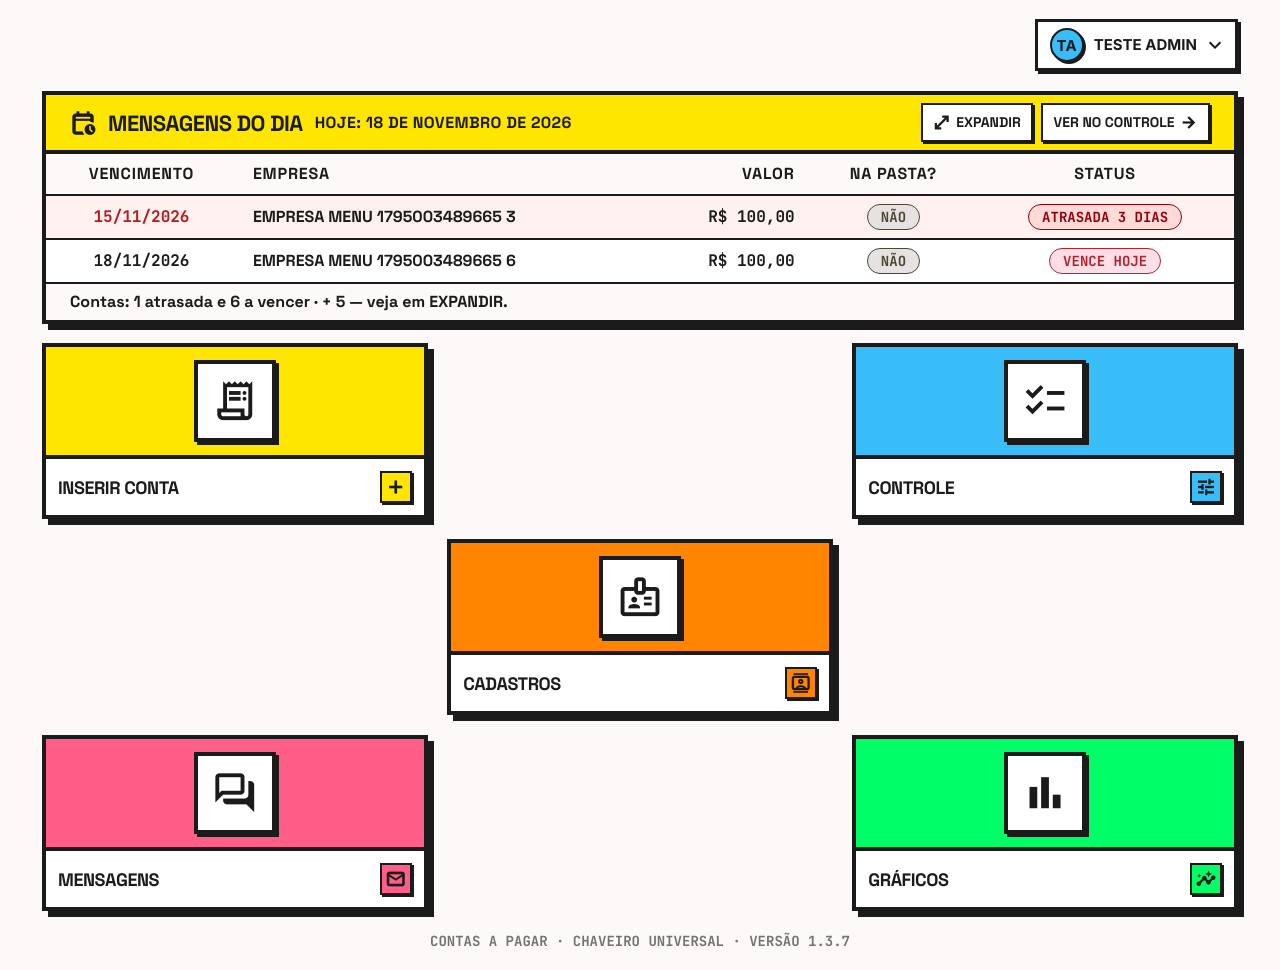 TA TESTE ADMIN
MENSAGENS DO DIA HOJE: 18 DE NOVEMBRO DE 2026 EXPANDIR VER NO CONTROLE
VENCIMENTO EMPRESA VALOR NA PASTA? STATUS
15/11/2026 EMPRESA MENU 1795003489665 3 R$ 100,00 NÃO ATRASADA 3 DIAS
18/11/2026 EMPRESA MENU 1795003489665 6 R$ 100,00 NÃO VENCE HOJE
Contas: 1 atrasada e 6 a vencer · + 5 — veja em EXPANDIR.
INSERIR CONTA
CONTROLE
CADASTROS
MENSAGENS
GRÁFICOS
CONTAS A PAGAR · CHAVEIRO UNIVERSAL · VERSÃO 1.3.7